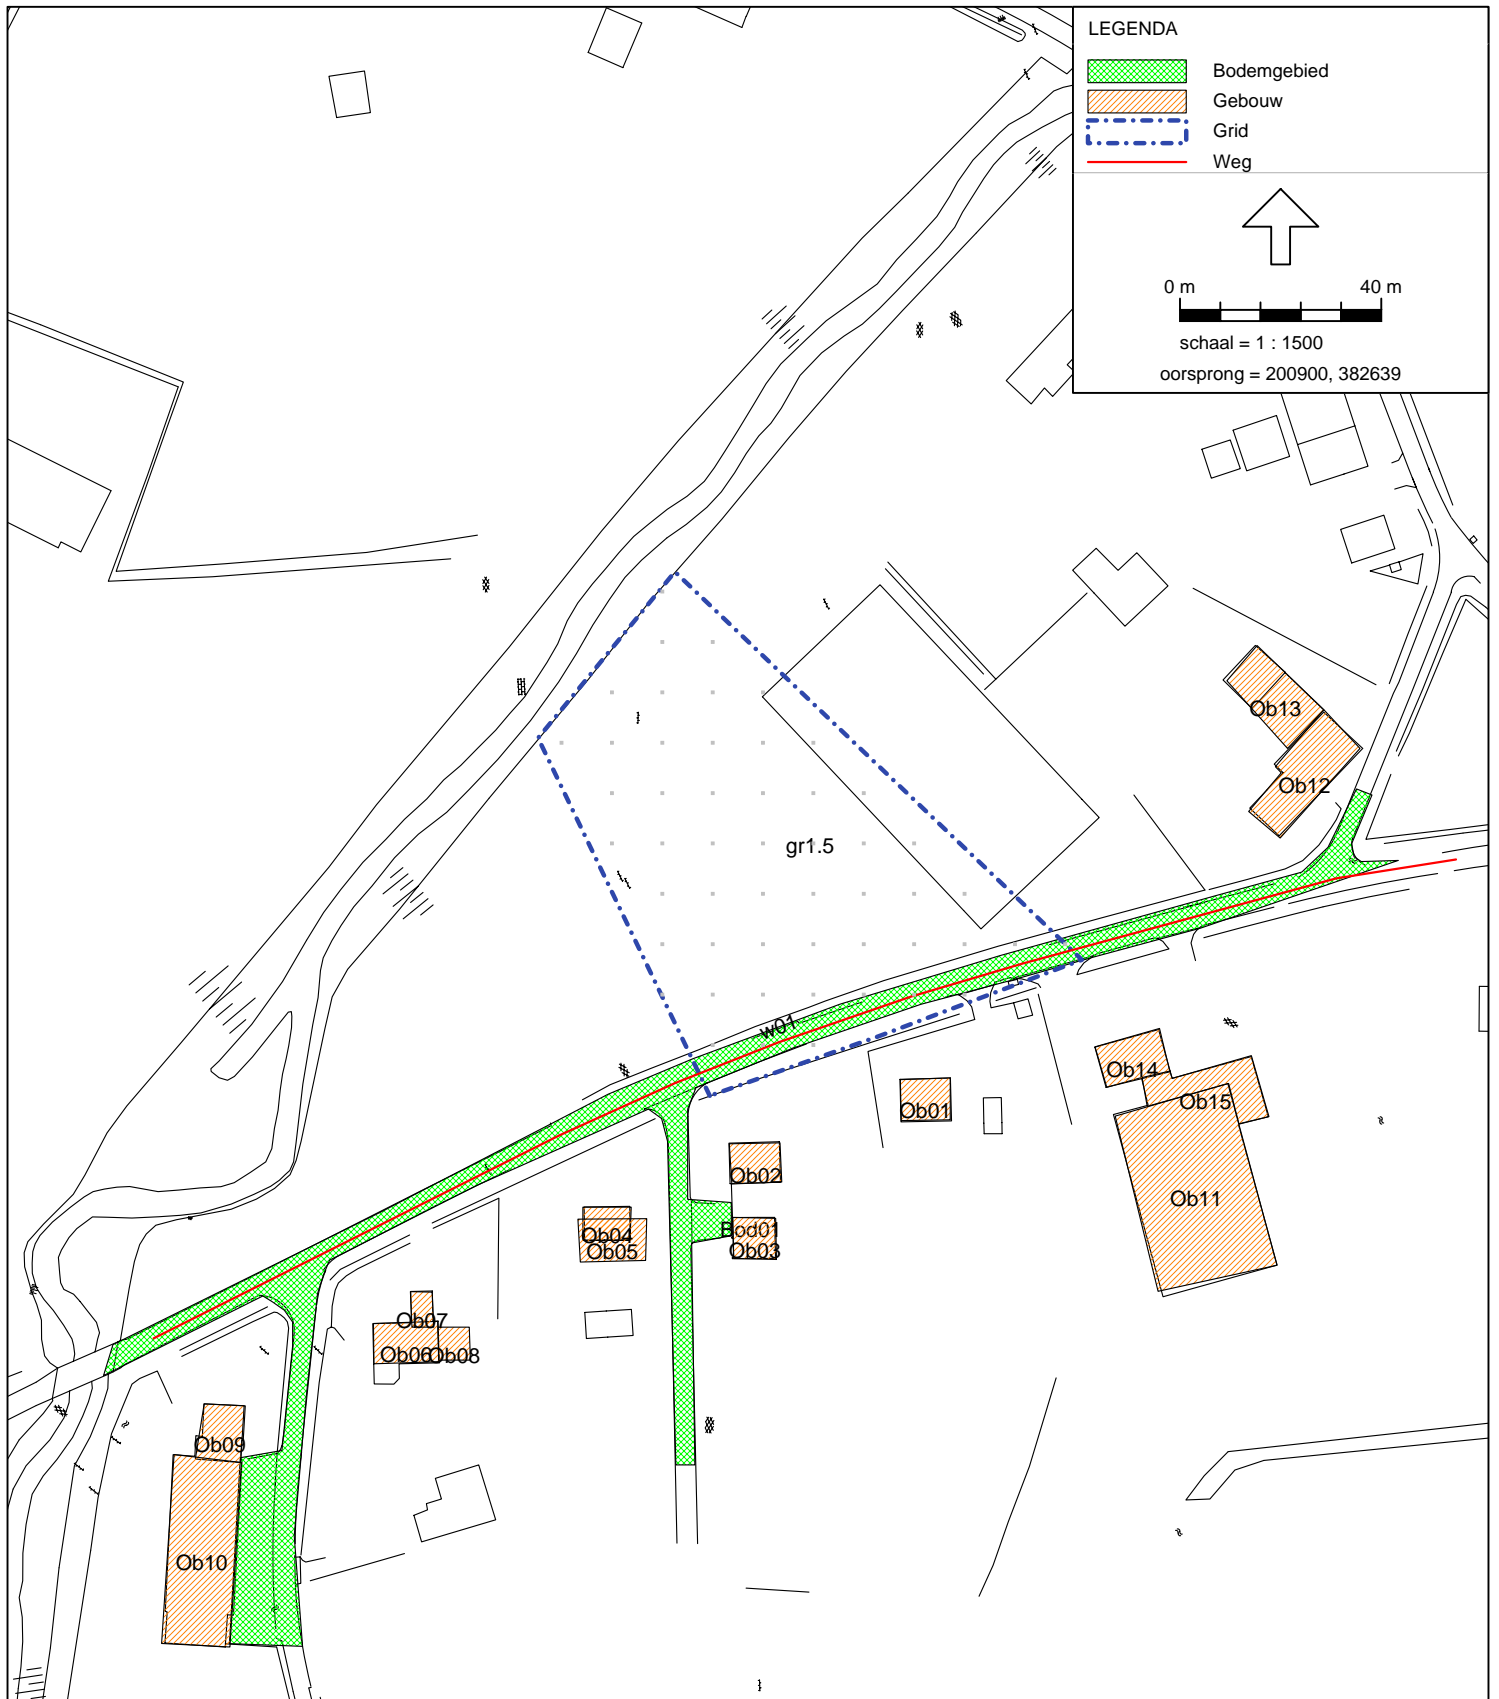 LEGENDA
Bodemgebied
Gebouw
Grid
Weg
0 m 40 m
schaal = 1 : 1500
oorsprong = 200900, 382639
Ob13
Ob12
gr1.5
w01
Ob14
Ob01
Ob15
Ob02
Ob11
Bod01
Ob04
Ob05
Ob03
Ob07
Ob06
Ob08
Ob09
Ob10